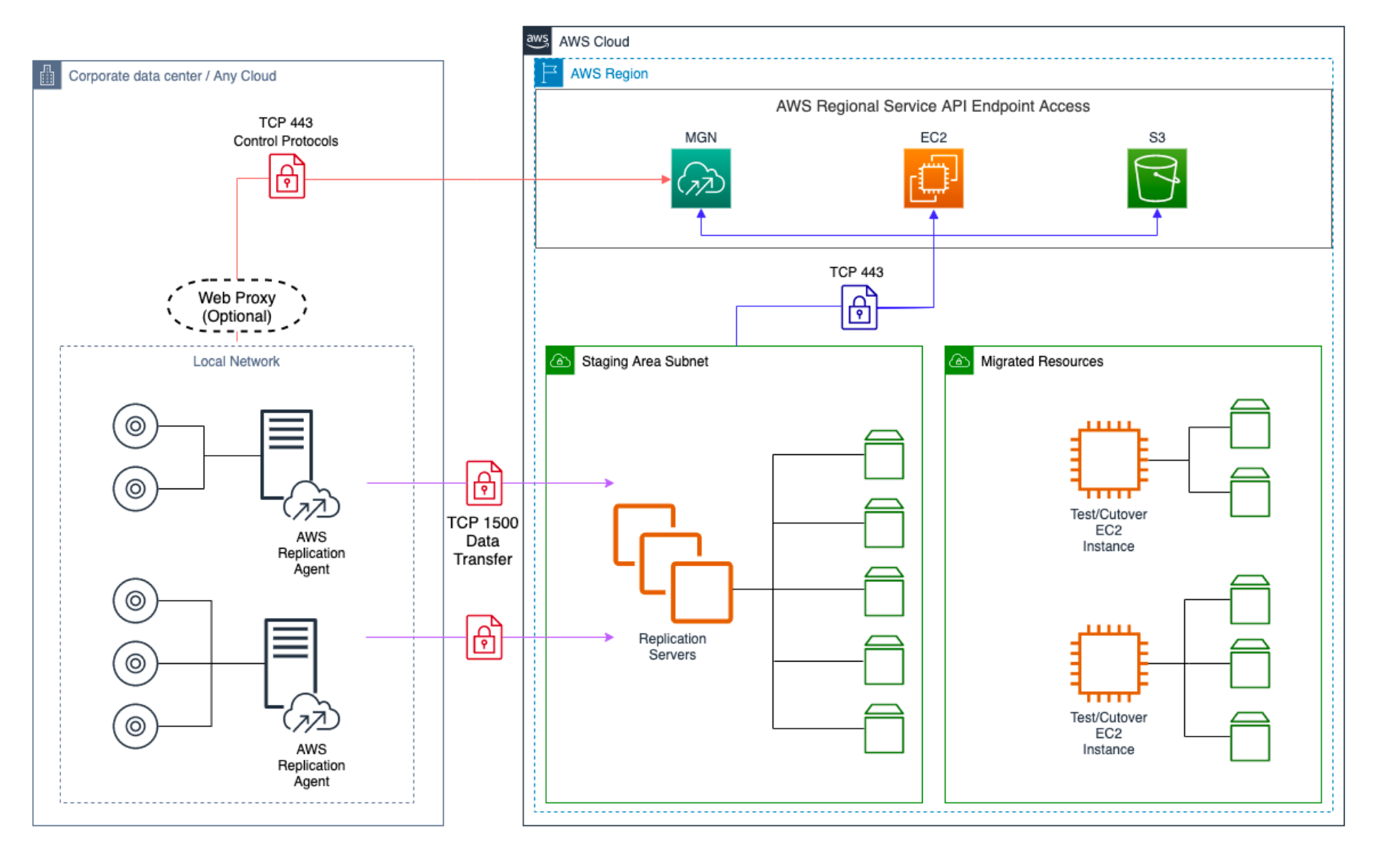 aws
AWS Cloud
Corporate data center / Any Cloud
AWS Region
AWS Regional Service API Endpoint Access
TCP 443
Control Protocols
MGN
EC2
S3
TCP 443
Web Proxy
(Optional)
Local Network
Staging Area Subnet
Migrated Resources
AWS
Replication
Agent
TCP 1500
Data
Transfer
Test/Cutover
EC2
Instance
Replication
Servers
AWS
Replication
Agent
Test/Cutover
EC2
Instance